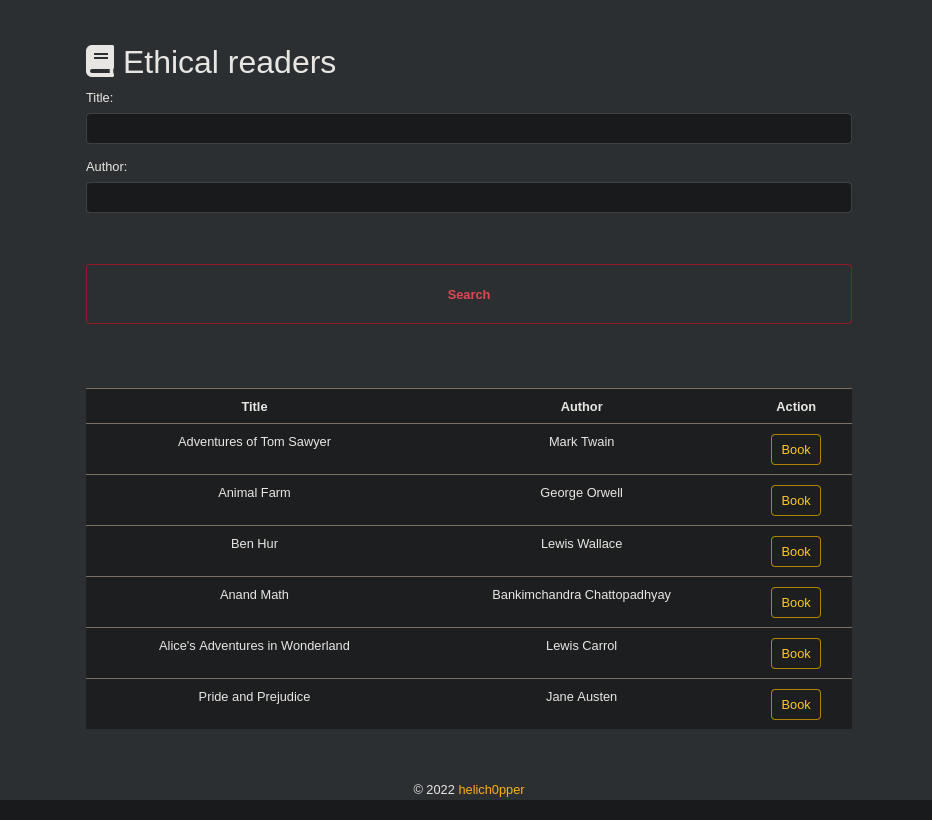 Ethical readers
Title:
Author:
Search
Title Author Action
Adventures of Tom Sawyer Mark Twain Book
Animal Farm George Orwell Book
Ben Hur Lewis Wallace Book
Anand Math Bankimchandra Chattopadhyay Book
Alice's Adventures in Wonderland Lewis Carrol Book
Pride and Prejudice Jane Austen Book
© 2022 helich0pper